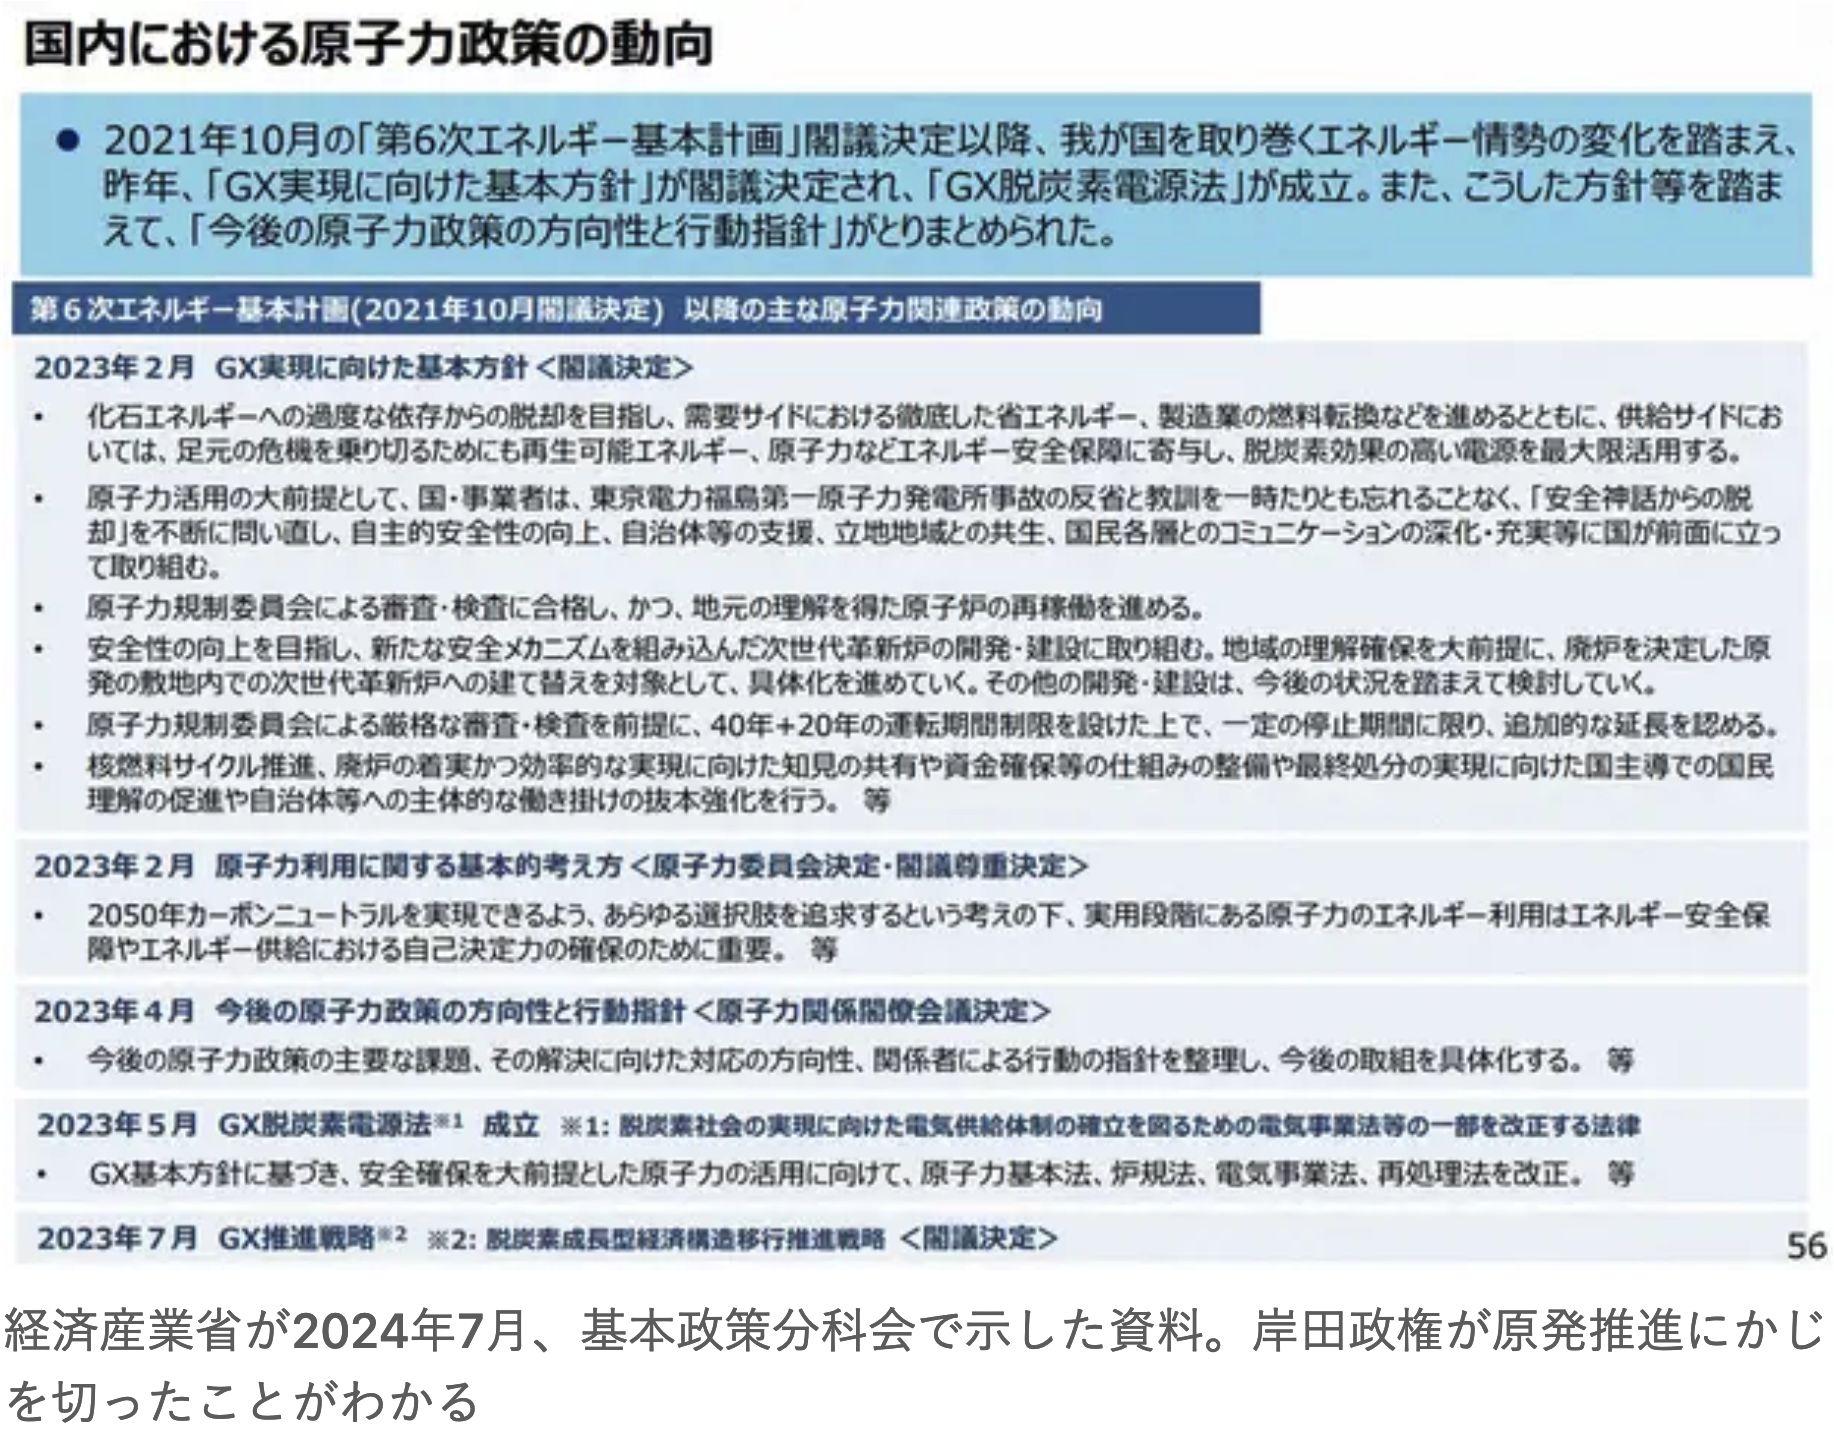 国内における原子力政策の動向
● 2021年10月の「第6次エネルギー基本計画」閣議決定以降、我が国を取り巻くエネルギー情勢の変化を踏まえ、
昨年、「GX実現に向けた基本方針」が閣議決定され、「GX脱炭素電源法」が成立。また、こうした方針等を踏ま
えて、「今後の原子力政策の方向性と行動指針」がとりまとめられた。
第６次エネルギー基本計画(2021年10月閣議決定） 以降の主な原子力関連政策の動向
2023年２月 GX実現に向けた基本方針＜閣議決定＞
・ 化石エネルギーへの過度な依存からの脱却を目指し、需要サイドにおける徹底した省エネルギー、製造業の燃料転換などを進めるとともに、供給サイドにお
いては、足元の危機を乗り切るためにも再生可能エネルギー、原子力などエネルギー安全保障に寄与し、脱炭素効果の高い電源を最大限活用する。
・ 原子力活用の大前提として、国・事業者は、東京電力福島第一原子力発電所事故の反省と教訓を一時たりとも忘れることなく、「安全神話からの脱
却」を不断に問い直し、自主的安全性の向上、自治体等の支援、立地地域との共生、国民各層とのコミュニケーションの深化・充実等に国が前面に立っ
て取り組む。
・ 原子力規制委員会による審査・検査に合格し、かつ、地元の理解を得た原子炉の再稼働を進める。
・ 安全性の向上を目指し、新たな安全メカニズムを組み込んだ次世代革新炉の開発・建設に取り組む。地域の理解確保を大前提に、廃炉を決定した原
発の敷地内での次世代革新炉への建て替えを対象として、具体化を進めていく。その他の開発・建設は、今後の状況を踏まえて検討していく。
・ 原子力規制委員会による厳格な審査・検査を前提に、40年+20年の運転期間制限を設けた上で、一定の停止期間に限り、追加的な延長を認める。
・ 核燃料サイクル推進、廃炉の着実かつ効率的な実現に向けた知見の共有や資金確保等の仕組みの整備や最終処分の実現に向けた国主導での国民
理解の促進や自治体等への主体的な働き掛けの抜本強化を行う。 等
2023年２月 原子力利用に関する基本的考え方＜原子力委員会決定・閣議尊重決定＞
・ 2050年カーボンニュートラルを実現できるよう、あらゆる選択肢を追求するという考えの下、実用段階にある原子力のエネルギー利用はエネルギー安全保
障やエネルギー供給における自己決定力の確保のために重要。 等
2023年４月 今後の原子力政策の方向性と行動指針＜原子力関係閣僚会議決定＞
・ 今後の原子力政策の主要な課題、その解決に向けた対応の方向性、関係者による行動の指針を整理し、今後の取組を具体化する。 等
2023年５月 GX脱炭素電源法※1 成立 ※1: 脱炭素社会の実現に向けた電気供給体制の確立を図るための電気事業法等の一部を改正する法律
・ GX基本方針に基づき、安全確保を大前提とした原子力の活用に向けて、原子力基本法、炉規法、電気事業法、再処理法を改正。 等
2023年７月 GX推進戦略※2 ※2: 脱炭素成長型経済構造移行推進戦略 ＜閣議決定＞
56
経済産業省が2024年7月、基本政策分科会で示した資料。岸田政権が原発推進にかじ
を切ったことがわかる